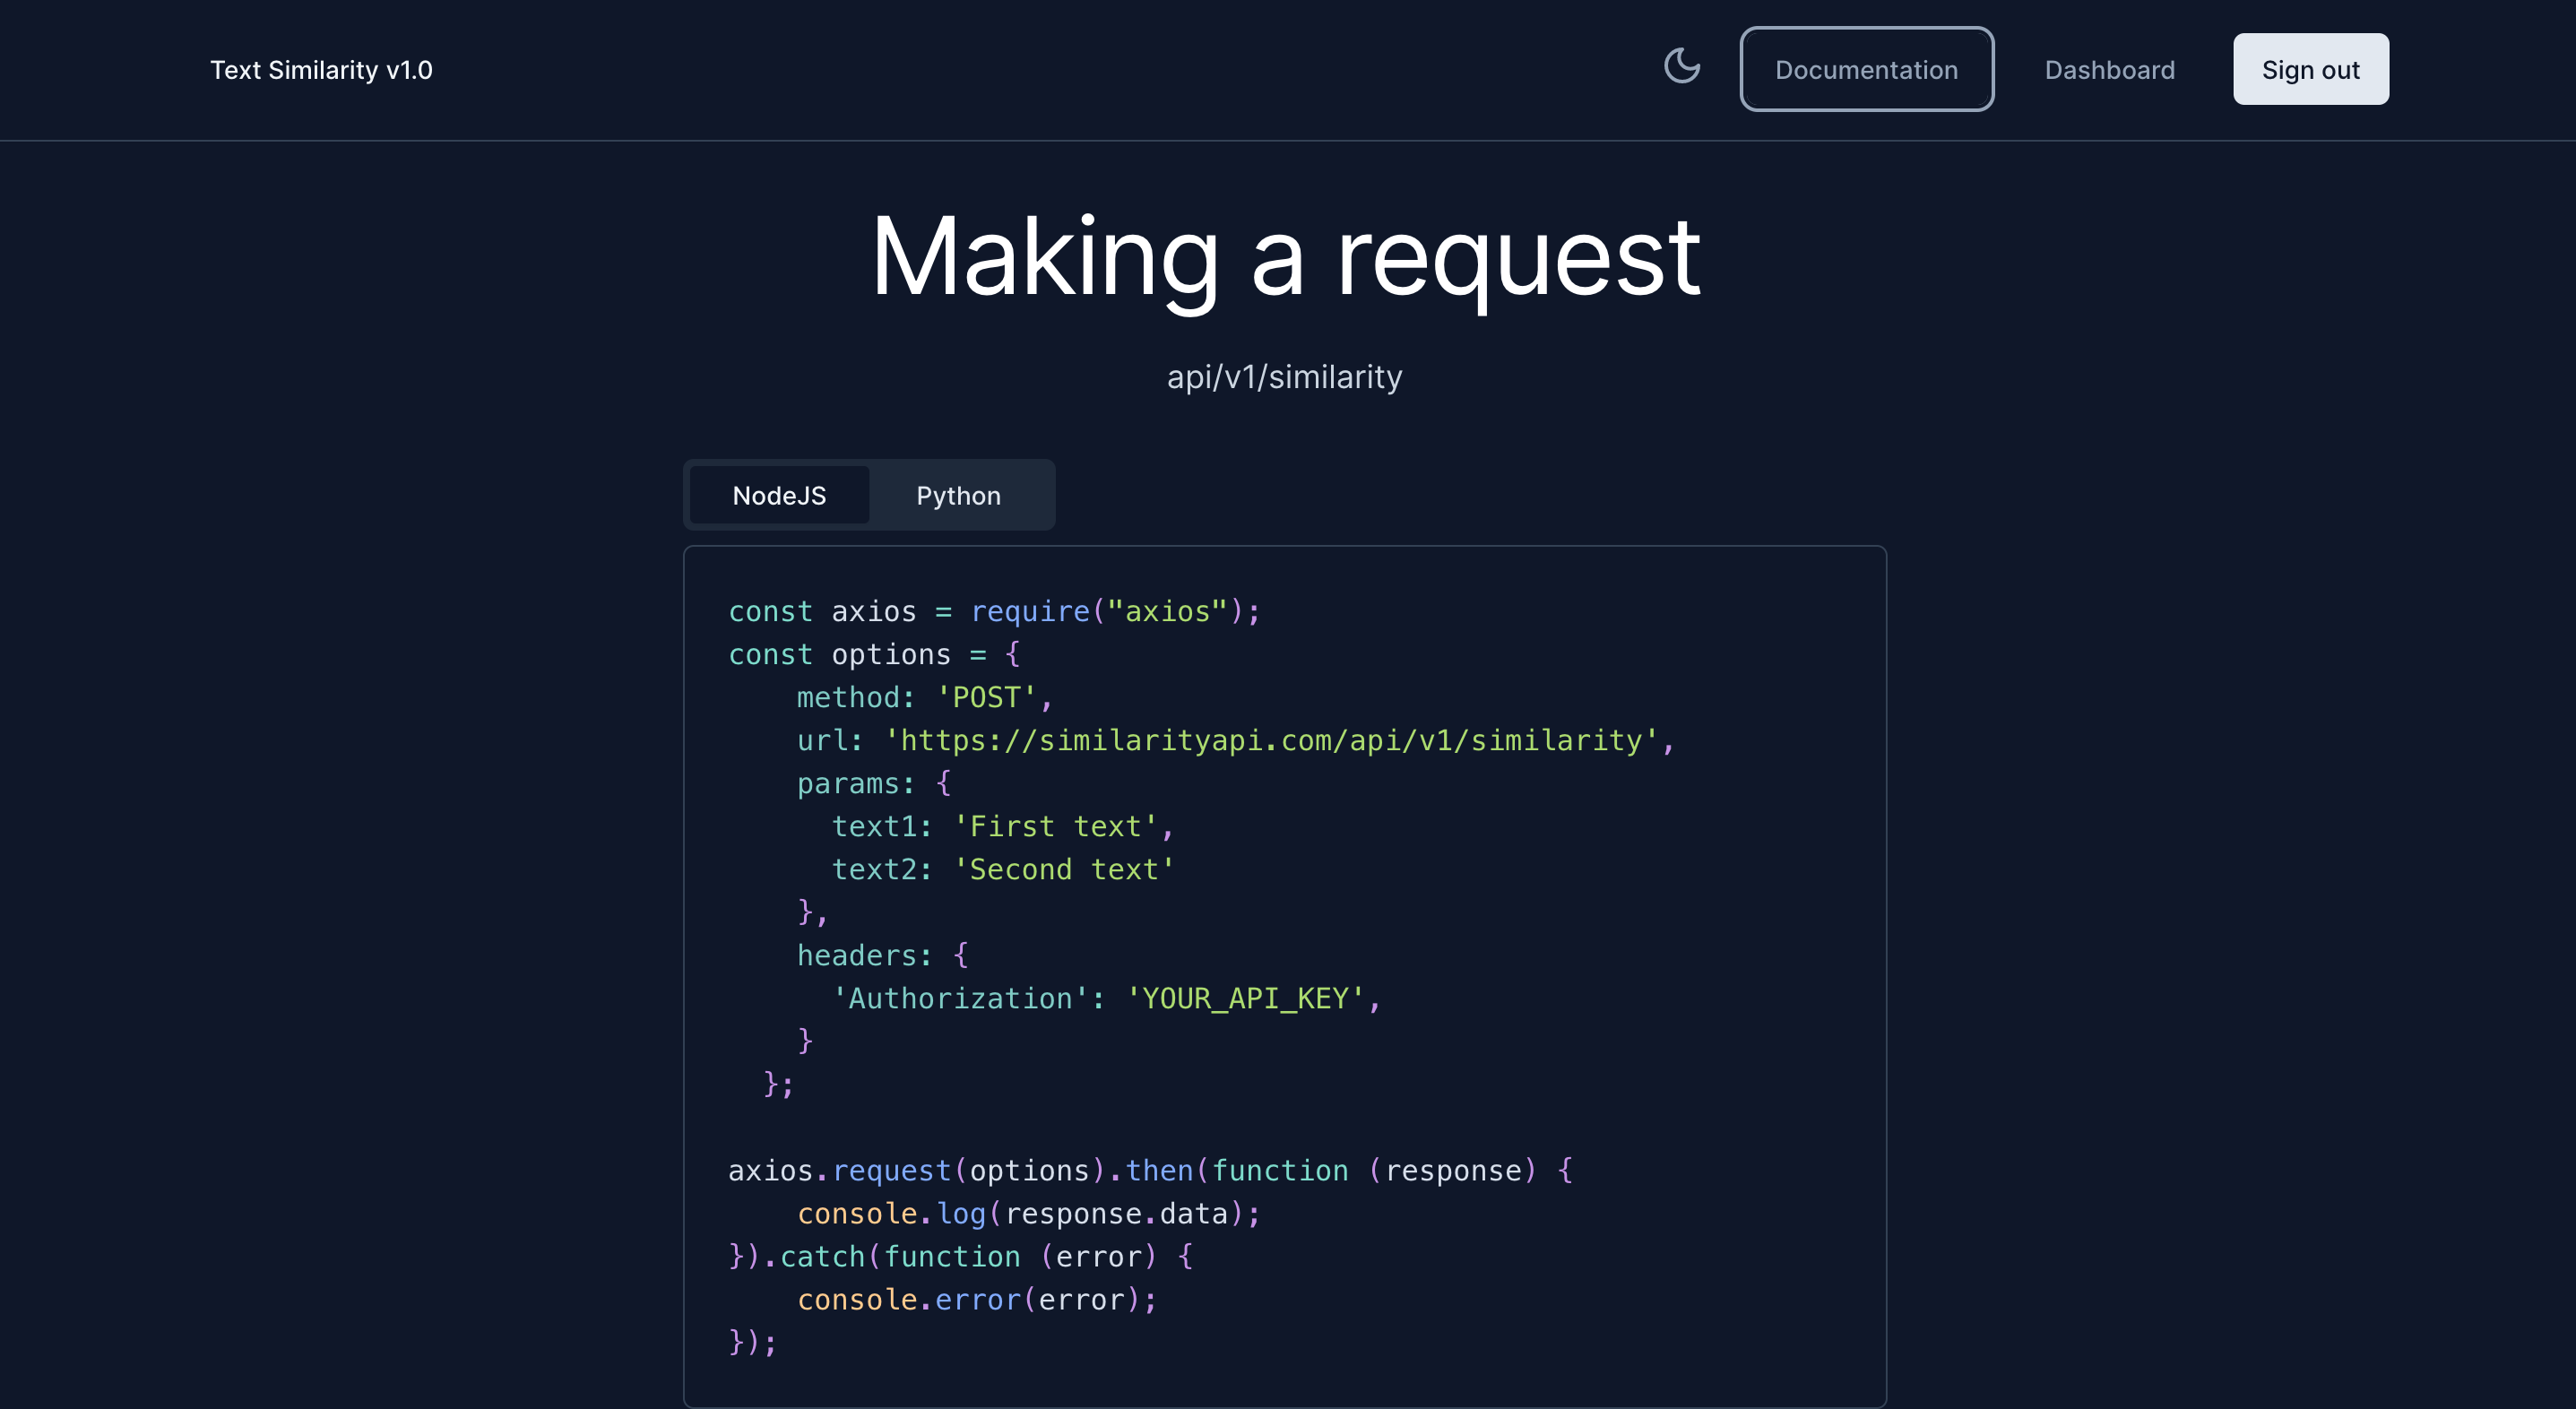 Text Similarity v1.0
Documentation
Dashboard
Sign out
Making a request
api/v1/similarity
NodeJS
Python
const axios = require("axios");
const options = {
    method: 'POST',
    url: 'https://similarityapi.com/api/v1/similarity',
    params: {
      text1: 'First text',
      text2: 'Second text'
    },
    headers: {
      'Authorization': 'YOUR_API_KEY',
    }
  };

axios.request(options).then(function (response) {
    console.log(response.data);
}).catch(function (error) {
    console.error(error);
});